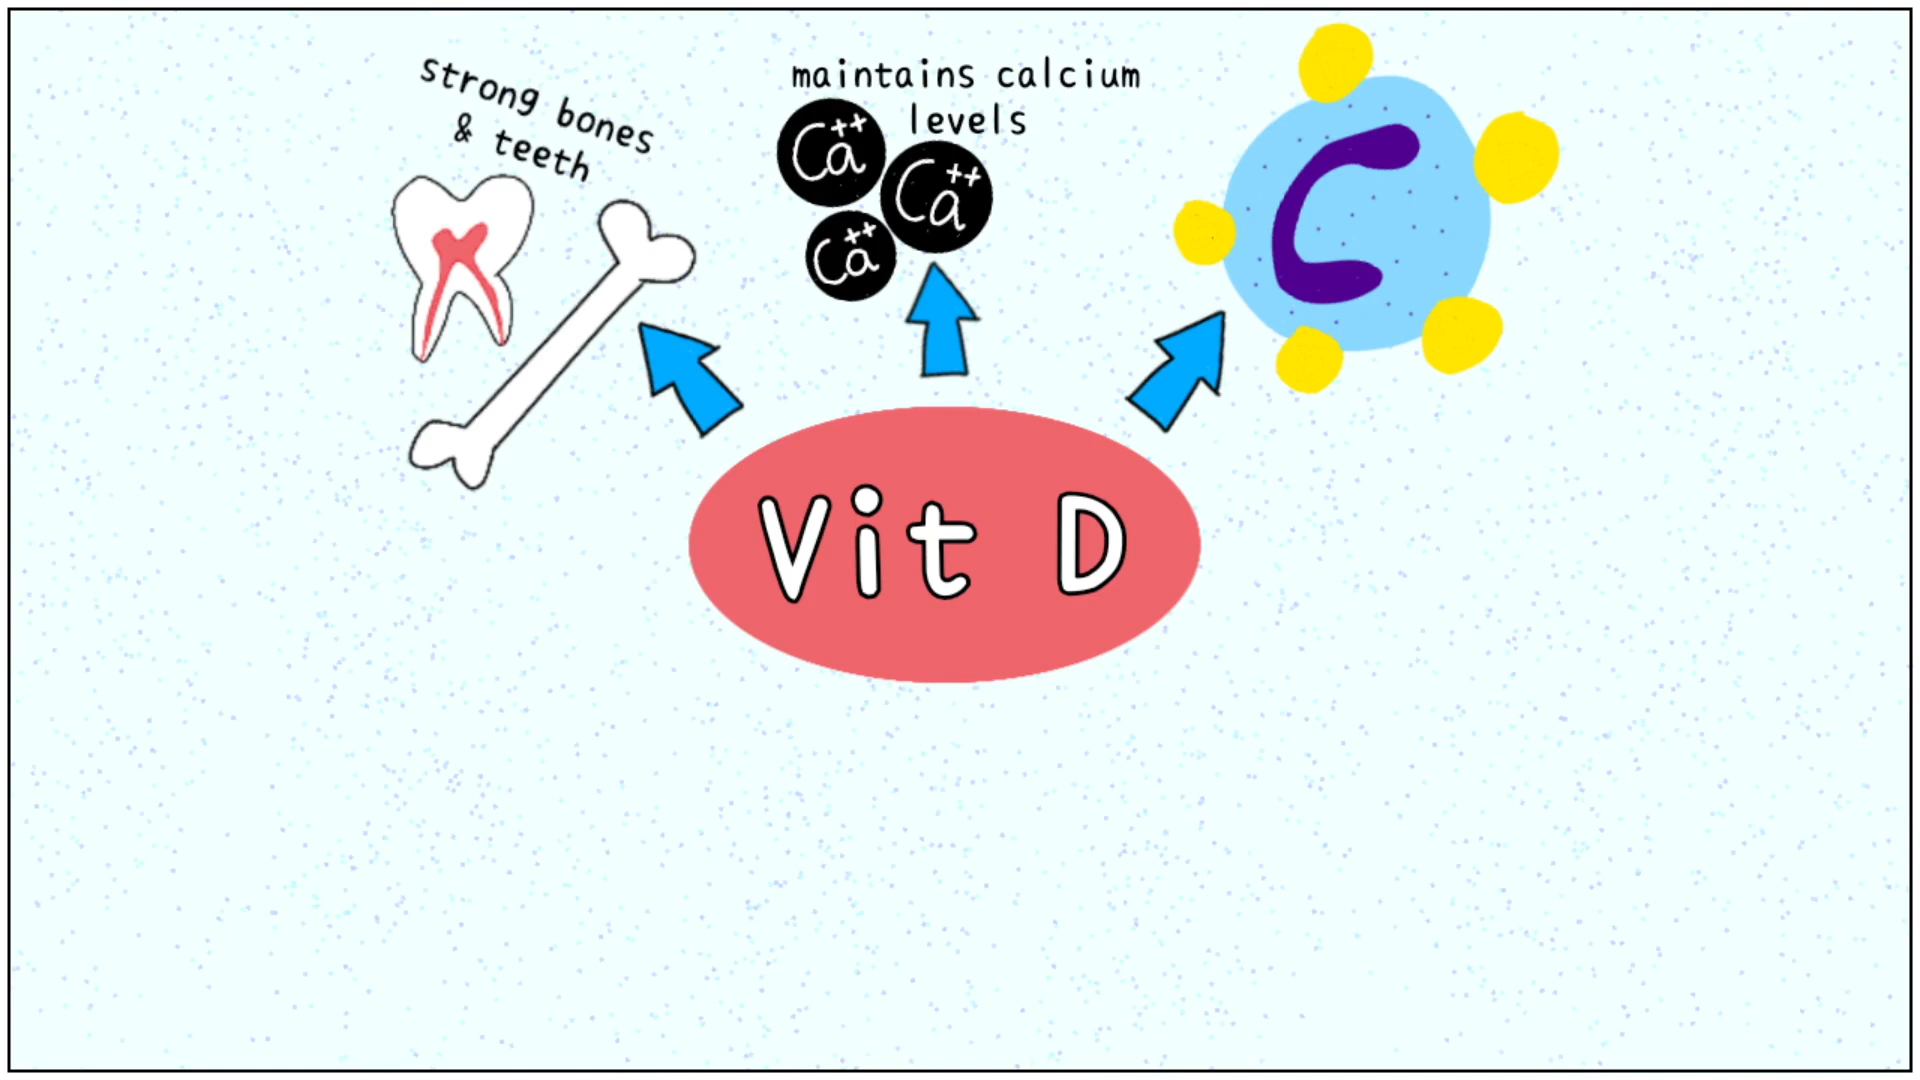 strong bones
& teeth
maintains calcium
levels
Ca++
Ca++
Ca++
Vit D